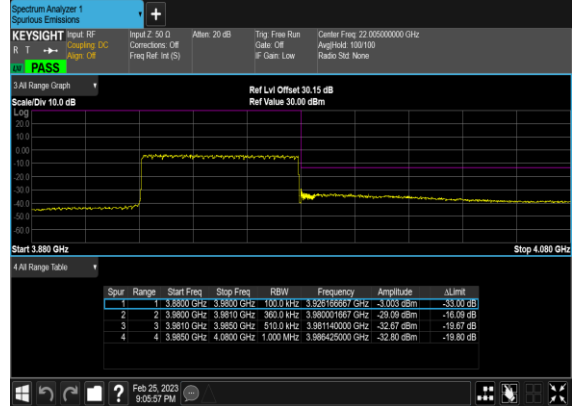 Spectrum Analyzer 1
Spurious Emissions
+
KEYSIGHT Input: RF Input Z: 50 Ω Atten: 20 dB Trig: Free Run Center Freq: 22.005000000 GHz
R T Coupling: DC Corrections: Off Gate: Off Avg|Hold: 100/100
Align: Off Freq Ref: Int (S) IF Gain: Low Radio Std: None
LW PASS
3 All Range Graph
Ref Lvl Offset 30.15 dB
Scale/Div 10.0 dB Ref Value 30.00 dBm
Log
20.0
10.0
0.00
-10.0
-20.0
-30.0
-40.0
-50.0
-60.0
Start 3.880 GHz Stop 4.080 GHz
4 All Range Table
Spur Range Start Freq Stop Freq RBW Frequency Amplitude ΔLimit
1 1 3.8800 GHz 3.9800 GHz 100.0 kHz 3.926166667 GHz -3.003 dBm -33.00 dB
2 2 3.9800 GHz 3.9810 GHz 360.0 kHz 3.980001667 GHz -29.09 dBm -16.09 dB
3 3 3.9810 GHz 3.9850 GHz 510.0 kHz 3.981140000 GHz -32.67 dBm -19.67 dB
4 4 3.9850 GHz 4.0800 GHz 1.000 MHz 3.986425000 GHz -32.80 dBm -19.80 dB
? Feb 25, 2023
9:05:57 PM